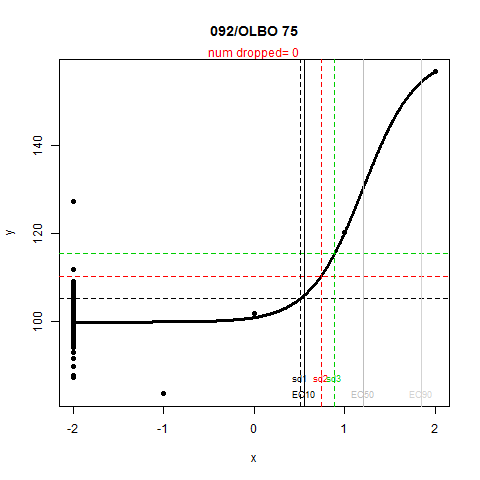 092/OLBO 75
num dropped= 0
y
140
120
100
sd1 sd2 sd3
EC10 EC50 EC90
-2 -1 0 1 2
x